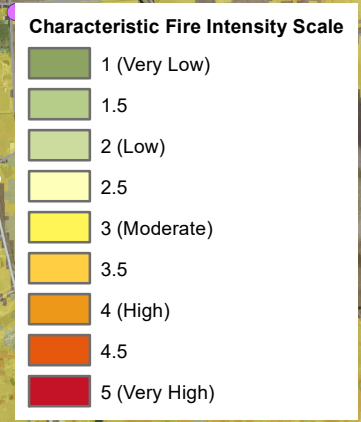 Characteristic Fire Intensity Scale
1 (Very Low)
1.5
2 (Low)
2.5
3 (Moderate)
3.5
4 (High)
4.5
5 (Very High)